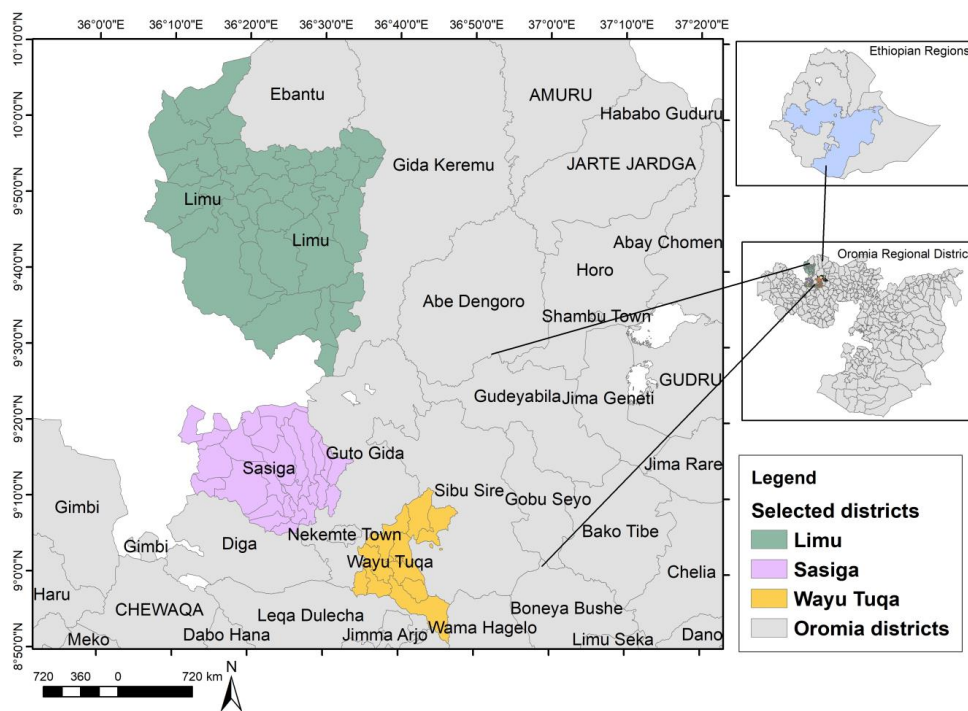 36°0'0"E 36°10'0"E 36°20'0"E 36°30'0"E 36°40'0"E 36°50'0"E 37°0'0"E 37°10'0"E 37°20'0"E
10°10'0"N
10°0'0"N
9°50'0"N
9°40'0"N
9°30'0"N
9°20'0"N
9°10'0"N
9°0'0"N
8°50'0"N
Ebantu
AMURU
Hababo Guduru
Gida Keremu
JARTE JARDGA
Limu
Limu
Abay Chomen
Horo
Abe Dengoro
Shambu Town
GUDRU
Gudeyabila
Jima Geneti
Guto Gida
Sasiga
Jima Rare
Sibu Sire
Gobu Seyo
Gimbi
Bako Tibe
Nekemte Town
Gimbi
Diga
Wayu Tuqa
Chelia
Haru
CHEWAQA
Leqa Dulecha
Boneya Bushe
Wama Hagelo
Meko
Dabo Hana
Jimma Arjo
Limu Seka
Dano
720 360 0 720 km
N
Ethiopian Regions
Oromia Regional District
Legend
Selected districts
Limu
Sasiga
Wayu Tuqa
Oromia districts